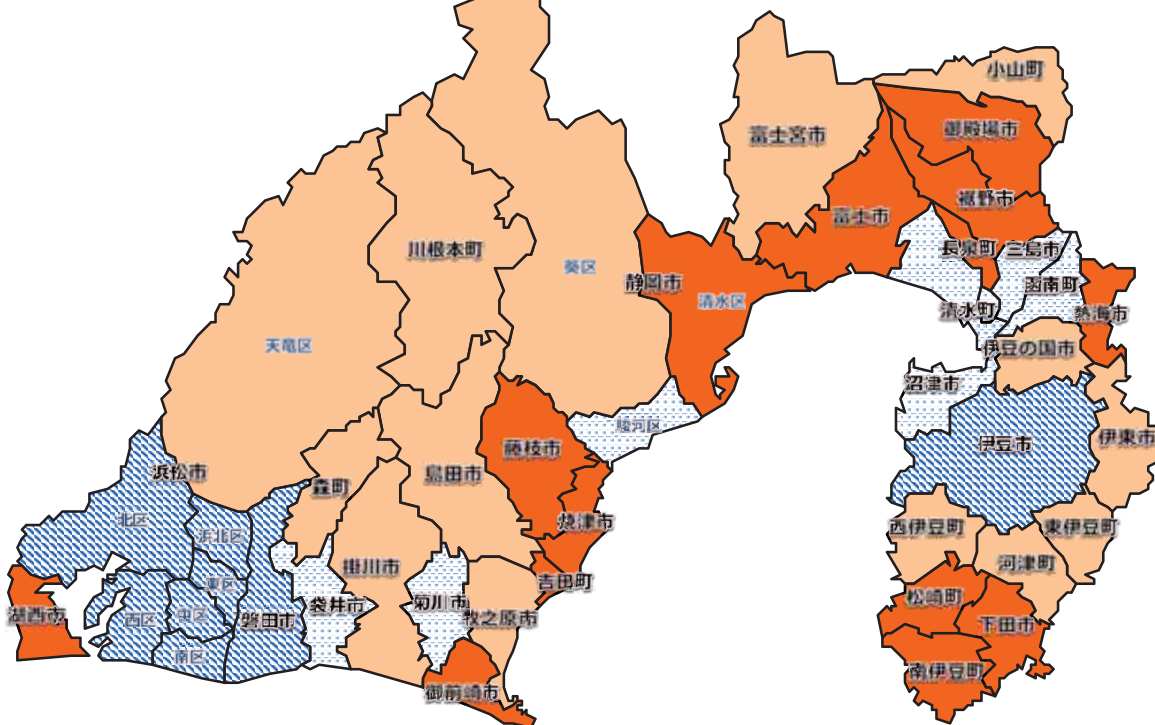 小山町
御殿場市
富士宮市
裾野市
富士市
長泉町
三島市
川根本町
葵区
静岡市
清水区
函南町
清水町
熱海市
天竜区
伊豆の国市
沼津市
駿河区
伊豆市
伊東市
藤枝市
浜松市
島田市
森町
北区
浜北区
焼津市
西伊豆町
東伊豆町
掛川市
河津町
東区
吉田町
松崎町
湖西市
西区
中区
磐田市
袋井市
菊川市
牧之原市
下田市
南区
南伊豆町
御前崎市